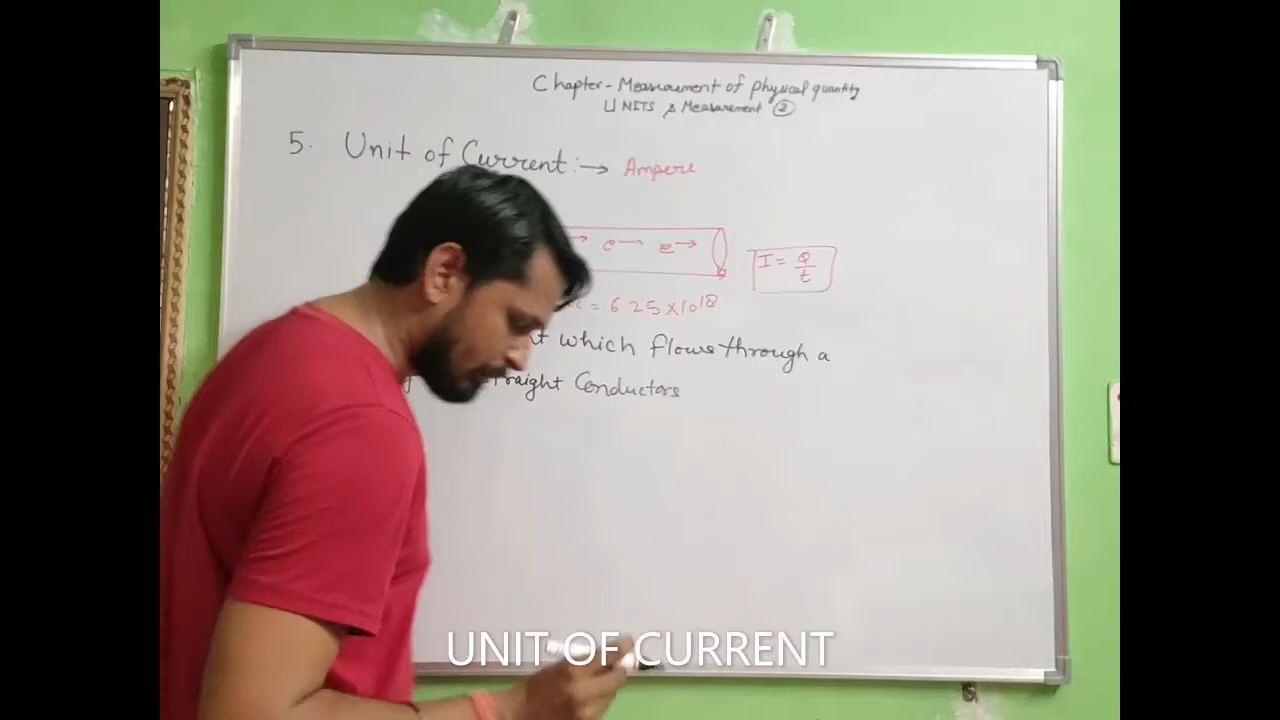 Chapter - Measurement of physical quantity
UNITS & Measurement ②
5. Unit of Current :→ Ampere
→ e → e →
I = Q/t
= 6.25 × 10¹⁸
which flows through a
straight Conductors
UNIT OF CURRENT